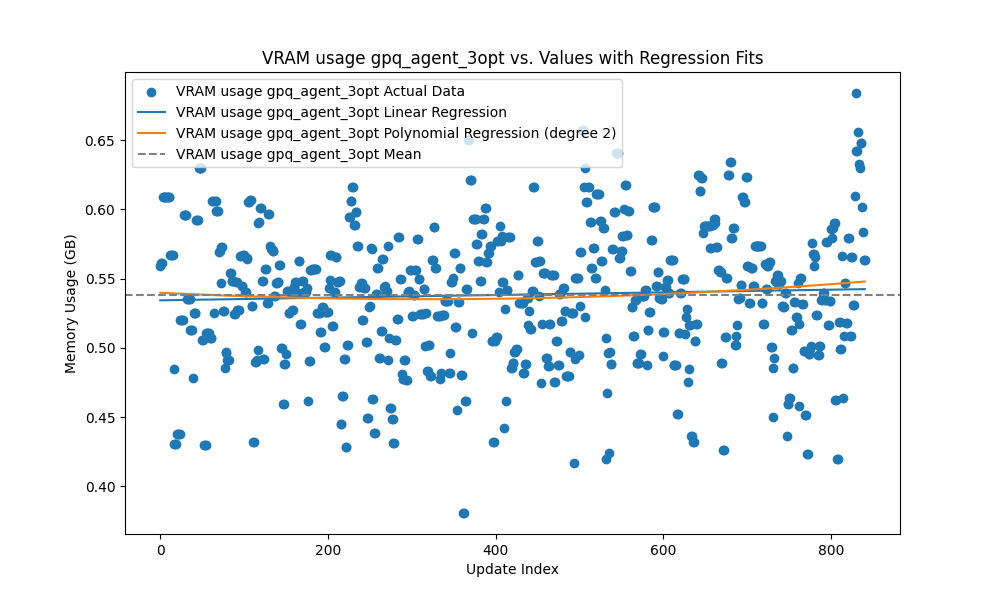 VRAM usage gpq_agent_3opt vs. Values with Regression Fits
VRAM usage gpq_agent_3opt Actual Data
VRAM usage gpq_agent_3opt Linear Regression
VRAM usage gpq_agent_3opt Polynomial Regression (degree 2)
VRAM usage gpq_agent_3opt Mean
Memory Usage (GB)
0.65
0.60
0.55
0.50
0.45
0.40
0 200 400 600 800
Update Index